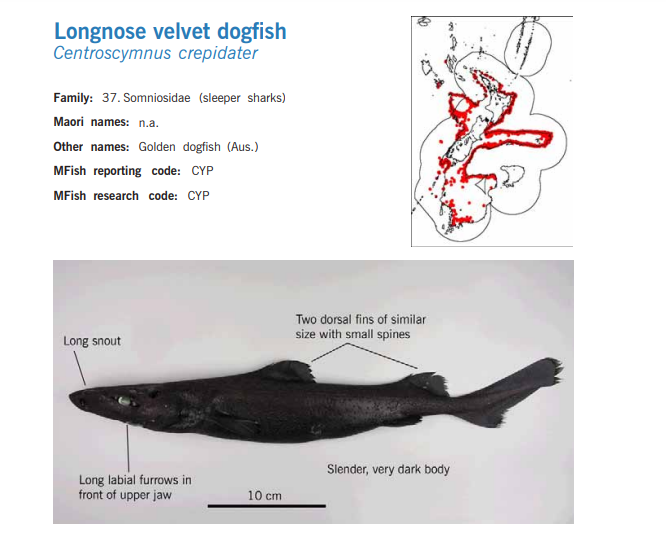 Longnose velvet dogfish
Centroscymnus crepidater
Family: 37. Somniosidae (sleeper sharks)
Maori names: n.a.
Other names: Golden dogfish (Aus.)
MFish reporting code: CYP
MFish research code: CYP
Two dorsal fins of similar
size with small spines
Long snout
Slender, very dark body
Long labial furrows in
front of upper jaw
10 cm